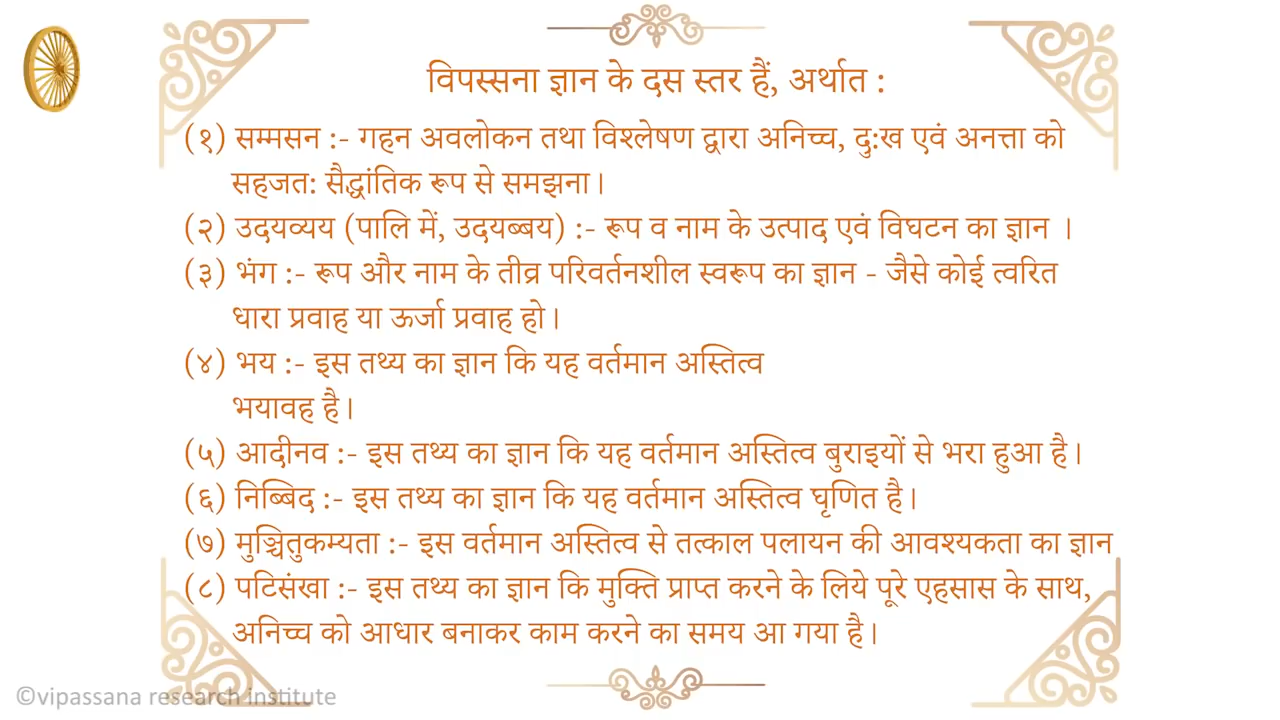 विपस्सना ज्ञान के दस स्तर हैं, अर्थात :
(१) सम्मसन :- गहन अवलोकन तथा विश्लेषण द्वारा अनिच्च, दु:ख एवं अनत्ता को
सहजत: सैद्धांतिक रूप से समझना।
(२) उदयव्यय (पालि में, उदयब्बय) :- रूप व नाम के उत्पाद एवं विघटन का ज्ञान ।
(३) भंग :- रूप और नाम के तीव्र परिवर्तनशील स्वरूप का ज्ञान - जैसे कोई त्वरित
धारा प्रवाह या ऊर्जा प्रवाह हो।
(४) भय :- इस तथ्य का ज्ञान कि यह वर्तमान अस्तित्व
भयावह है।
(५) आदीनव :- इस तथ्य का ज्ञान कि यह वर्तमान अस्तित्व बुराइयों से भरा हुआ है।
(६) निब्बिद :- इस तथ्य का ज्ञान कि यह वर्तमान अस्तित्व घृणित है।
(७) मुञ्चितुकम्यता :- इस वर्तमान अस्तित्व से तत्काल पलायन की आवश्यकता का ज्ञान
(८) पटिसंखा :- इस तथ्य का ज्ञान कि मुक्ति प्राप्त करने के लिये पूरे एहसास के साथ,
अनिच्च को आधार बनाकर काम करने का समय आ गया है।
©vipassana research institute